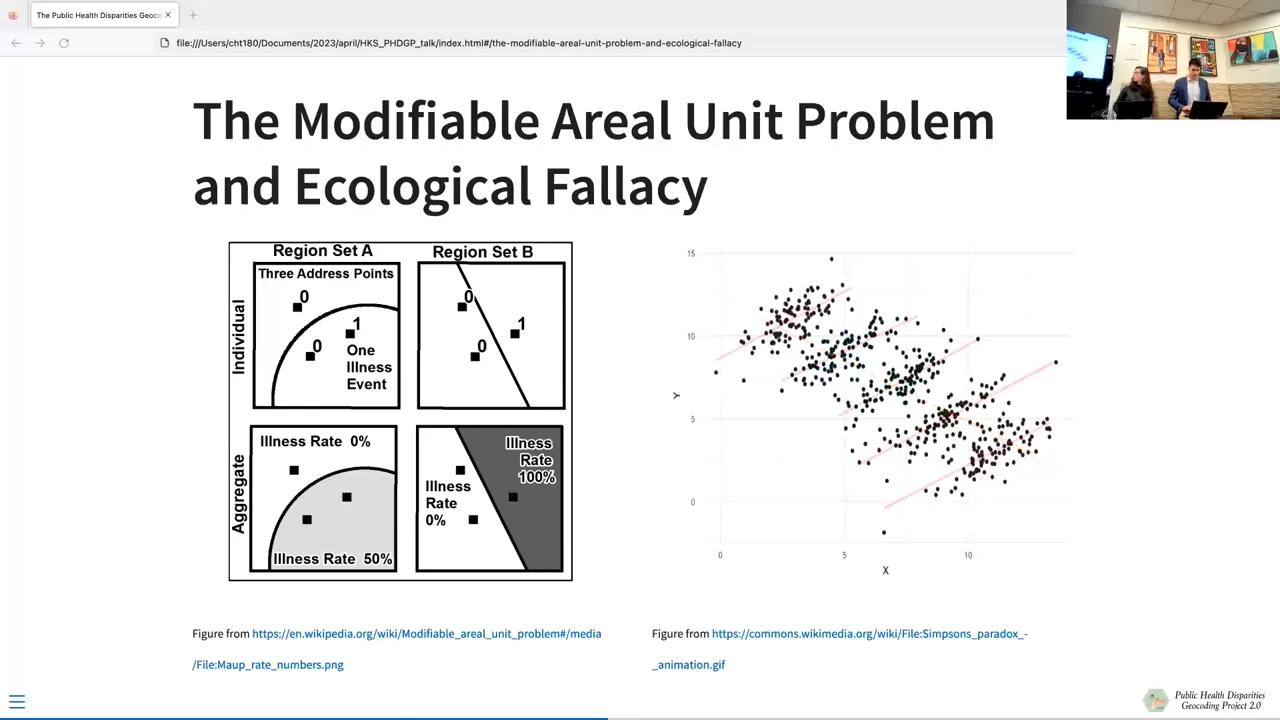 The Public Health Disparities Geoco
file:///Users/cht180/Documents/2023/april/HKS_PHDGP_talk/index.html#/the-modifiable-areal-unit-problem-and-ecological-fallacy
The Modifiable Areal Unit Problem
and Ecological Fallacy
Region Set A
Region Set B
Individual
Three Address Points
0
1
0
One
Illness
Event
0
1
0
Aggregate
Illness Rate 0%
Illness Rate 50%
Illness
Rate
0%
Illness
Rate
100%
15
10
5
0
Y
0
5
10
X
Figure from https://en.wikipedia.org/wiki/Modifiable_areal_unit_problem#/media
/File:Maup_rate_numbers.png
Figure from https://commons.wikimedia.org/wiki/File:Simpsons_paradox_-
_animation.gif
Public Health Disparities
Geocoding Project 2.0